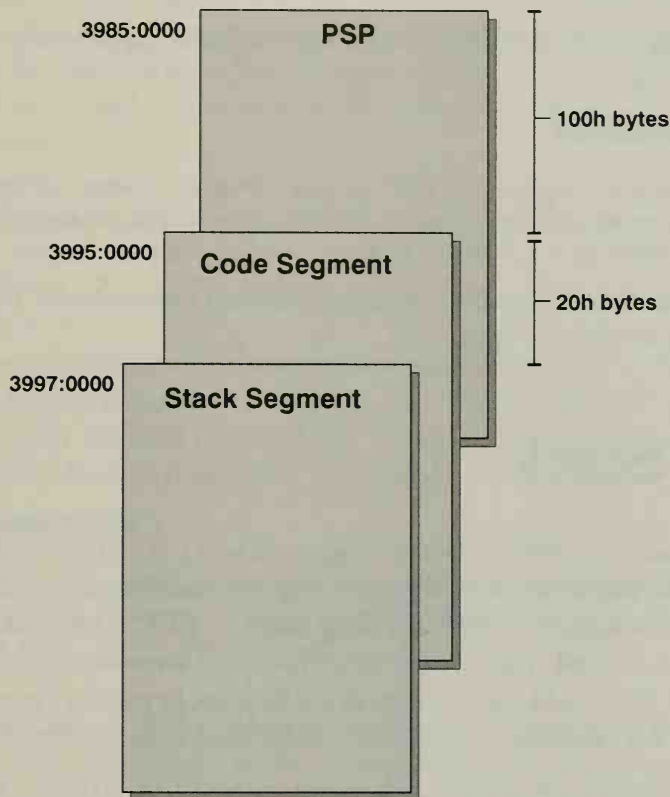 3985:0000
PSP
100h bytes
3995:0000
Code Segment
20h bytes
3997:0000
Stack Segment